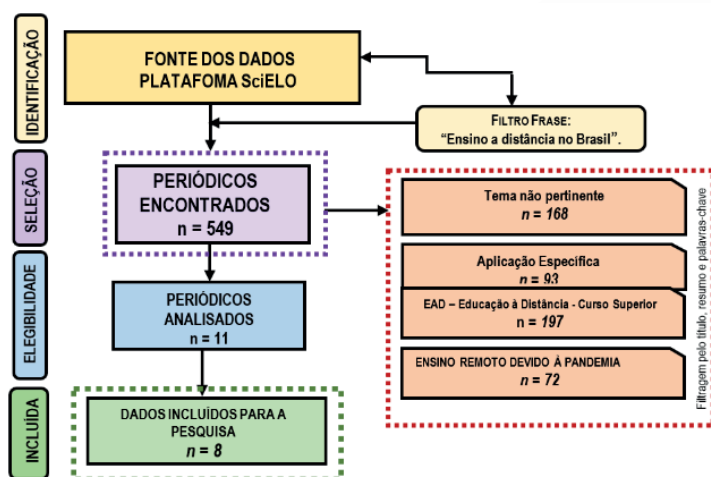 IDENTIFICAÇÃO
FONTE DOS DADOS
PLATAFOMA SciELO
FILTRO FRASE:
“Ensino a distância no Brasil”.
SELEÇÃO
PERIÓDICOS
ENCONTRADOS
n = 549
Tema não pertinente
n = 168
Aplicação Específica
n = 93
EAD – Educação à Distância - Curso Superior
n = 197
ENSINO REMOTO DEVIDO À PANDEMIA
n = 72
Filtragem pelo título, resumo e palavras-chave
ELEGIBILIDADE
PERIÓDICOS
ANALISADOS
n = 11
INCLUÍDA
DADOS INCLUÍDOS PARA A
PESQUISA
n = 8